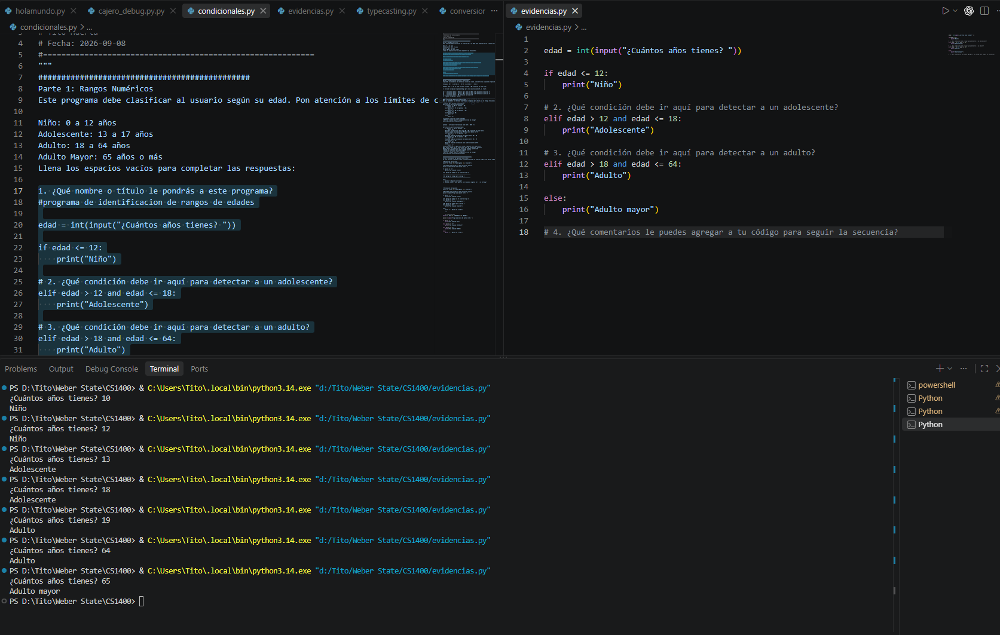 holamundo.py
cajero_debug.py.py
condicionales.py
evidencias.py
typecasting.py
conversior
condicionales.py > ...
4 # Fecha: 2026-09-08
5 #===========================================================
6 """
7 ##############################################
8 Parte 1: Rangos Numéricos
9 Este programa debe clasificar al usuario según su edad. Pon atención a los límites de c
10
11 Niño: 0 a 12 años
12 Adolescente: 13 a 17 años
13 Adulto: 18 a 64 años
14 Adulto Mayor: 65 años o más
15 Llena los espacios vacíos para completar las respuestas:
16
17 1. ¿Qué nombre o título le pondrás a este programa?
18 #programa de identificacion de rangos de edades
19
20 edad = int(input("¿Cuántos años tienes? "))
21
22 if edad <= 12:
23 print("Niño")
24
25 # 2. ¿Qué condición debe ir aquí para detectar a un adolescente?
26 elif edad > 12 and edad <= 18:
27 print("Adolescente")
28
29 # 3. ¿Qué condición debe ir aquí para detectar a un adulto?
30 elif edad > 18 and edad <= 64:
31 print("Adulto")
evidencias.py
evidencias.py > ...
1
2 edad = int(input("¿Cuántos años tienes? "))
3
4 if edad <= 12:
5 print("Niño")
6
7 # 2. ¿Qué condición debe ir aquí para detectar a un adolescente?
8 elif edad > 12 and edad <= 18:
9 print("Adolescente")
10
11 # 3. ¿Qué condición debe ir aquí para detectar a un adulto?
12 elif edad > 18 and edad <= 64:
13 print("Adulto")
14
15 else:
16 print("Adulto mayor")
17
18 # 4. ¿Qué comentarios le puedes agregar a tu código para seguir la secuencia?
Problems Output Debug Console Terminal Ports
PS D:\Tito\Weber State\CS1400> & C:\Users\Tito\.local\bin\python3.14.exe "d:/Tito/Weber State/CS1400/evidencias.py"
¿Cuántos años tienes? 10
Niño
PS D:\Tito\Weber State\CS1400> & C:\Users\Tito\.local\bin\python3.14.exe "d:/Tito/Weber State/CS1400/evidencias.py"
¿Cuántos años tienes? 12
Niño
PS D:\Tito\Weber State\CS1400> & C:\Users\Tito\.local\bin\python3.14.exe "d:/Tito/Weber State/CS1400/evidencias.py"
¿Cuántos años tienes? 13
Adolescente
PS D:\Tito\Weber State\CS1400> & C:\Users\Tito\.local\bin\python3.14.exe "d:/Tito/Weber State/CS1400/evidencias.py"
¿Cuántos años tienes? 18
Adolescente
PS D:\Tito\Weber State\CS1400> & C:\Users\Tito\.local\bin\python3.14.exe "d:/Tito/Weber State/CS1400/evidencias.py"
¿Cuántos años tienes? 19
Adulto
PS D:\Tito\Weber State\CS1400> & C:\Users\Tito\.local\bin\python3.14.exe "d:/Tito/Weber State/CS1400/evidencias.py"
¿Cuántos años tienes? 64
Adulto
PS D:\Tito\Weber State\CS1400> & C:\Users\Tito\.local\bin\python3.14.exe "d:/Tito/Weber State/CS1400/evidencias.py"
¿Cuántos años tienes? 65
Adulto mayor
PS D:\Tito\Weber State\CS1400>
powershell
Python
Python
Python